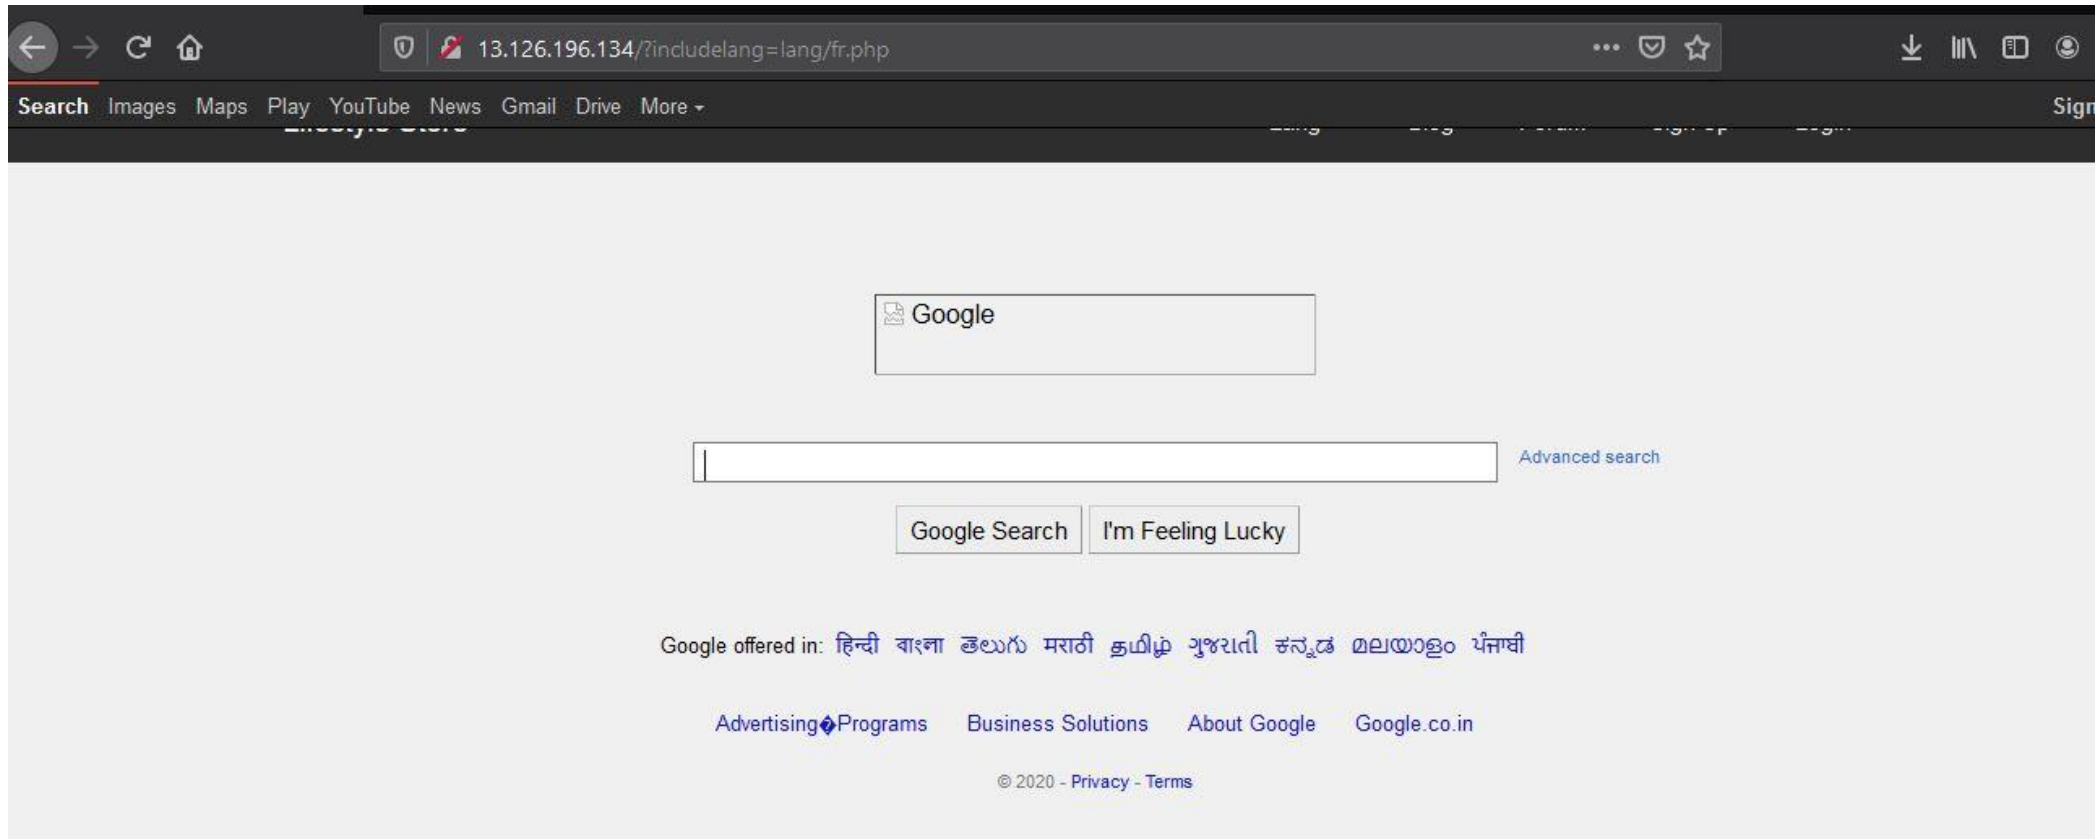 13.126.196.134/?includelang=lang/fr.php
Search Images Maps Play YouTube News Gmail Drive More Sign
Google
Advanced search
Google Search I'm Feeling Lucky
Google offered in: हिन्दी বাংলা తెలుగు मराठी தமிழ் ગુજરાતી ಕನ್ನಡ മലയാളം ਪੰਜਾਬੀ
Advertising�Programs Business Solutions About Google Google.co.in
© 2020 - Privacy - Terms